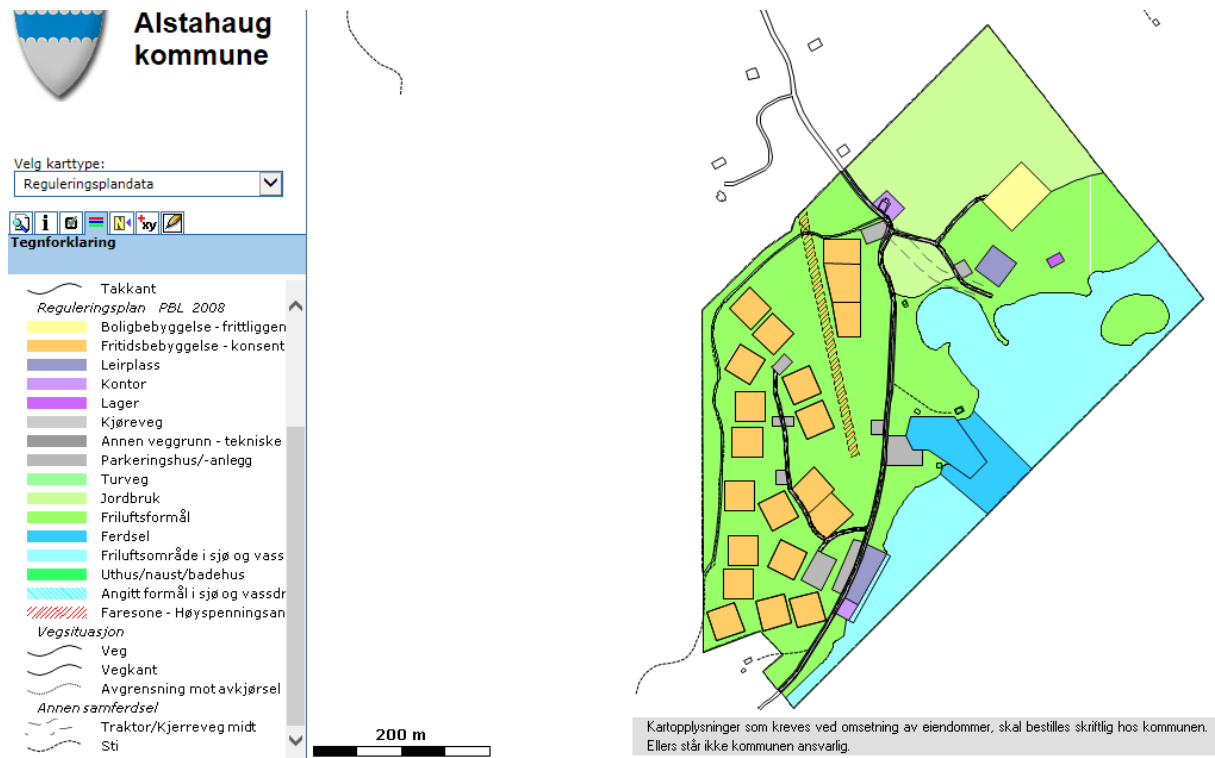 Alstahaug
kommune
Velg karttype:
Reguleringsplandata
i N +xy
Tegnforklaring
Takkant
Reguleringsplan PBL 2008
Boligbebyggelse - frittliggen
Fritidsbebyggelse - konsent
Leirplass
Kontor
Lager
Kjøreveg
Annen veggrunn - tekniske
Parkeringshus/-anlegg
Turveg
Jordbruk
Friluftsformål
Ferdsel
Friluftsområde i sjø og vass
Uthus/naust/badehus
Angitt formål i sjø og vassdr
Faresone - Høyspenningsan
Vegsituasjon
Veg
Vegkant
Avgrensning mot avkjørsel
Annen samferdsel
Traktor/Kjerreveg midt
Sti
200 m
Kartopplysninger som kreves ved omsetning av eiendommer, skal bestilles skriftlig hos kommunen.
Ellers står ikke kommunen ansvarlig.